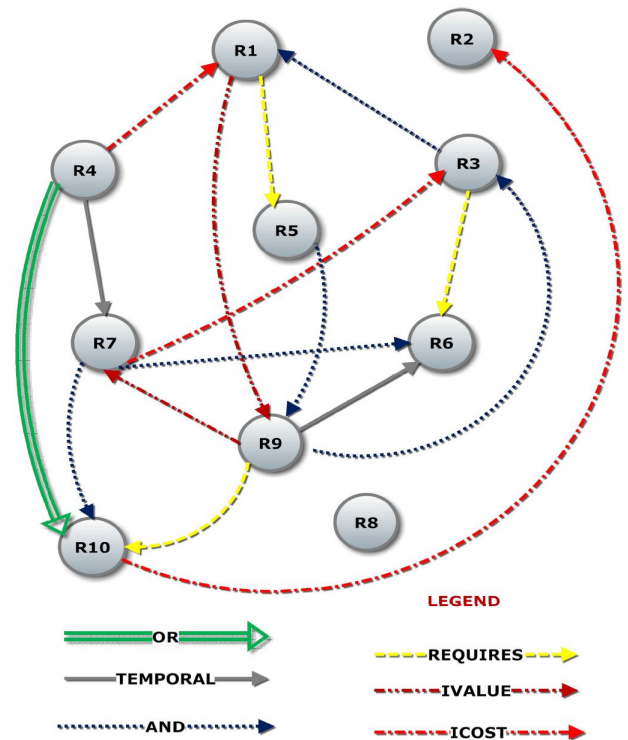 R1
R2
R4
R3
R5
R7
R6
R9
R8
R10
LEGEND
OR
REQUIRES
TEMPORAL
IVALUE
AND
ICOST